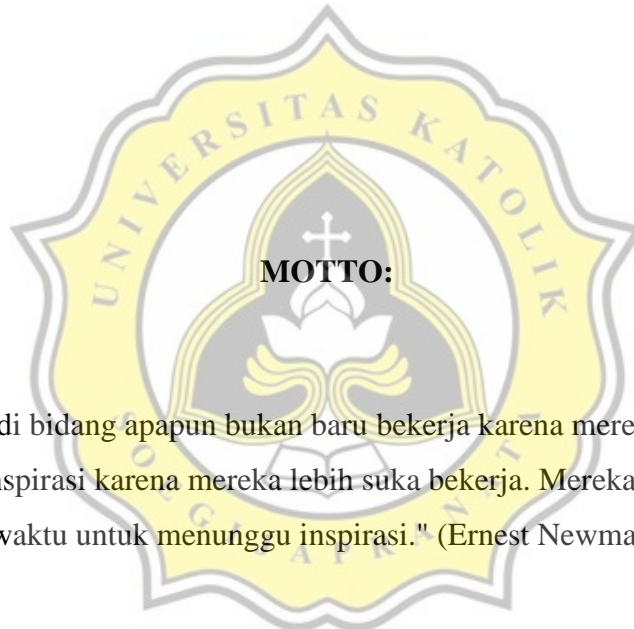 UNIVERSITAS KATOLIK
MOTTO:
di bidang apapun bukan baru bekerja karena mere
spirasi karena mereka lebih suka bekerja. Mereka
waktu untuk menunggu inspirasi." (Ernest Newma
SOEGIJAPRANATA